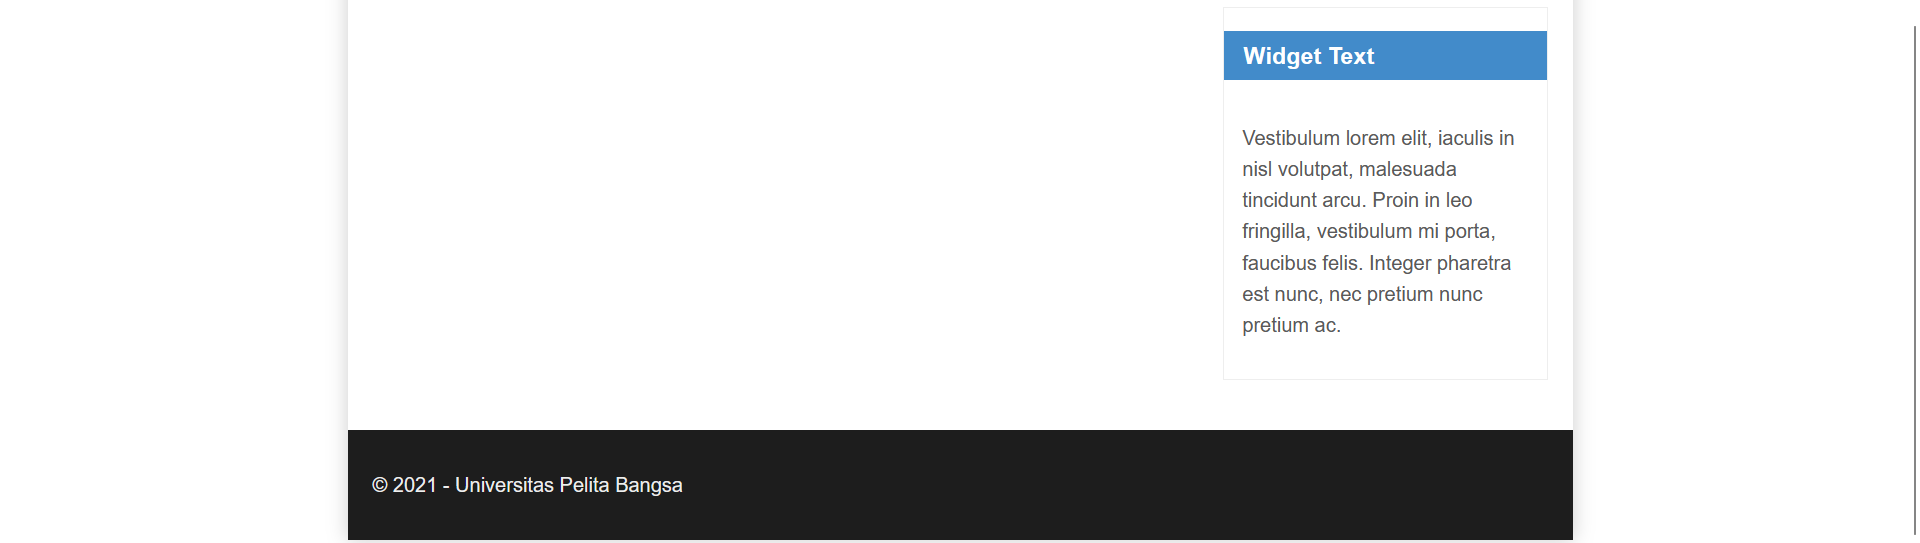 Widget Text
Vestibulum lorem elit, iaculis in
nisl volutpat, malesuada
tincidunt arcu. Proin in leo
fringilla, vestibulum mi porta,
faucibus felis. Integer pharetra
est nunc, nec pretium nunc
pretium ac.
© 2021 - Universitas Pelita Bangsa